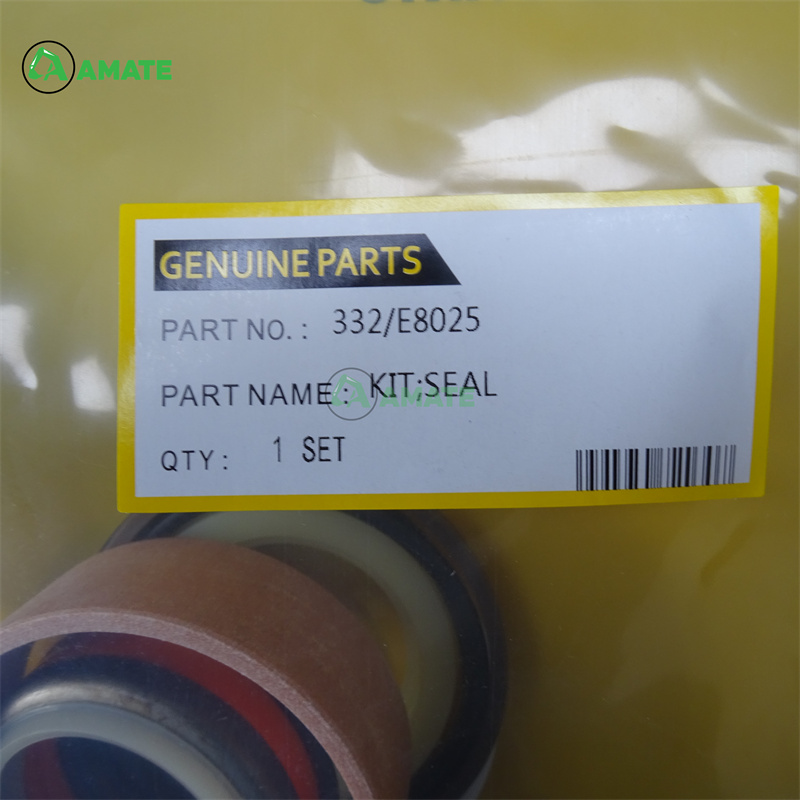 AMATE
GENUINE PARTS
PART NO. : 332/E8025
PART NAME : KIT;SEAL
AMATE
QTY : 1 SET